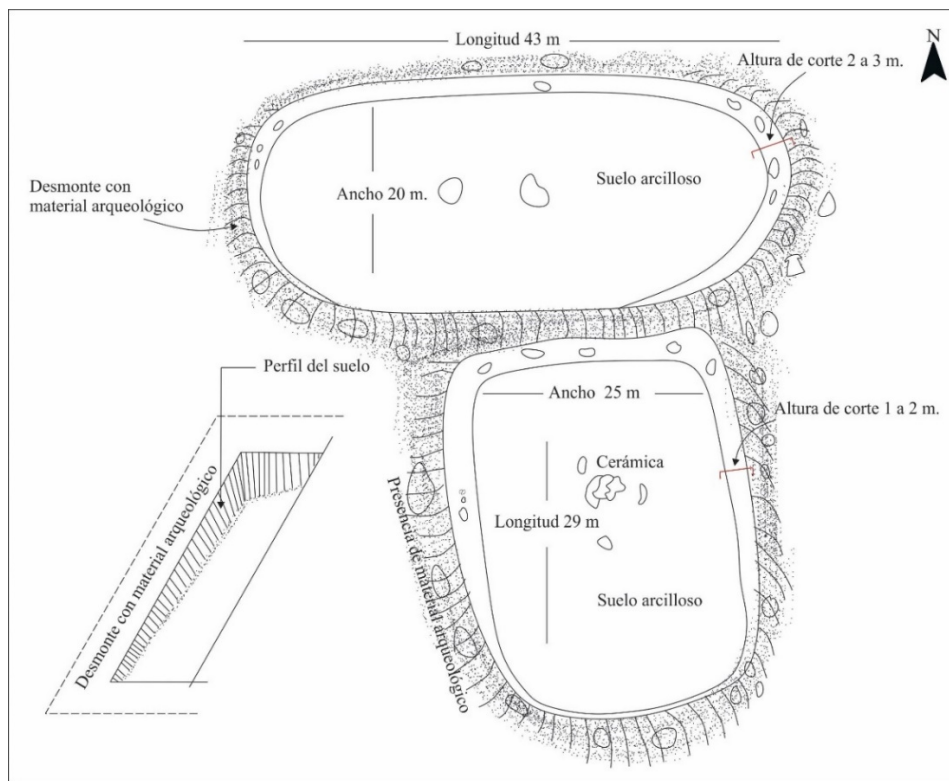 Longitud 43 m
N
Altura de corte 2 a 3 m.
Desmonte con
material arqueológico
Ancho 20 m.
Suelo arcilloso
Perfil del suelo
Desmonte con material arqueológico
Ancho 25 m
Altura de corte 1 a 2 m.
Presencia de material arqueológico
Cerámica
Longitud 29 m
Suelo arcilloso